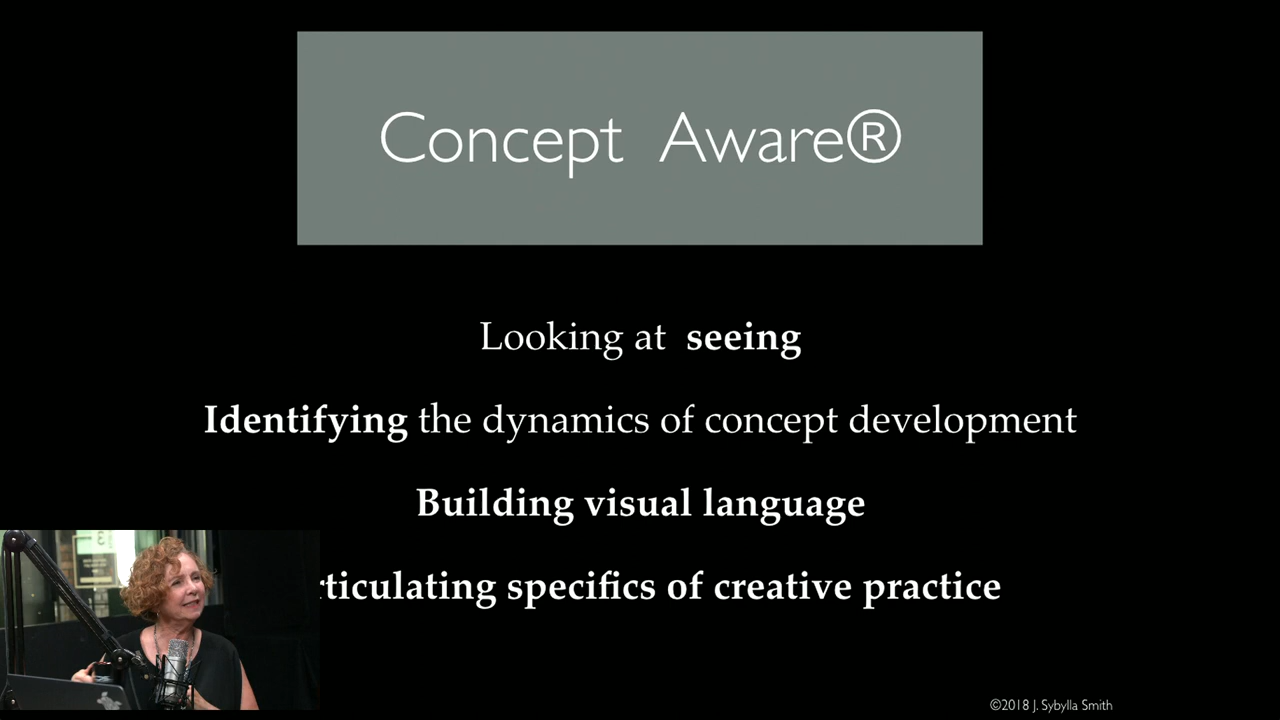 Concept Aware®
Looking at seeing
Identifying the dynamics of concept development
Building visual language
rticulating specifics of creative practice
©2018 J. Sybylla Smith